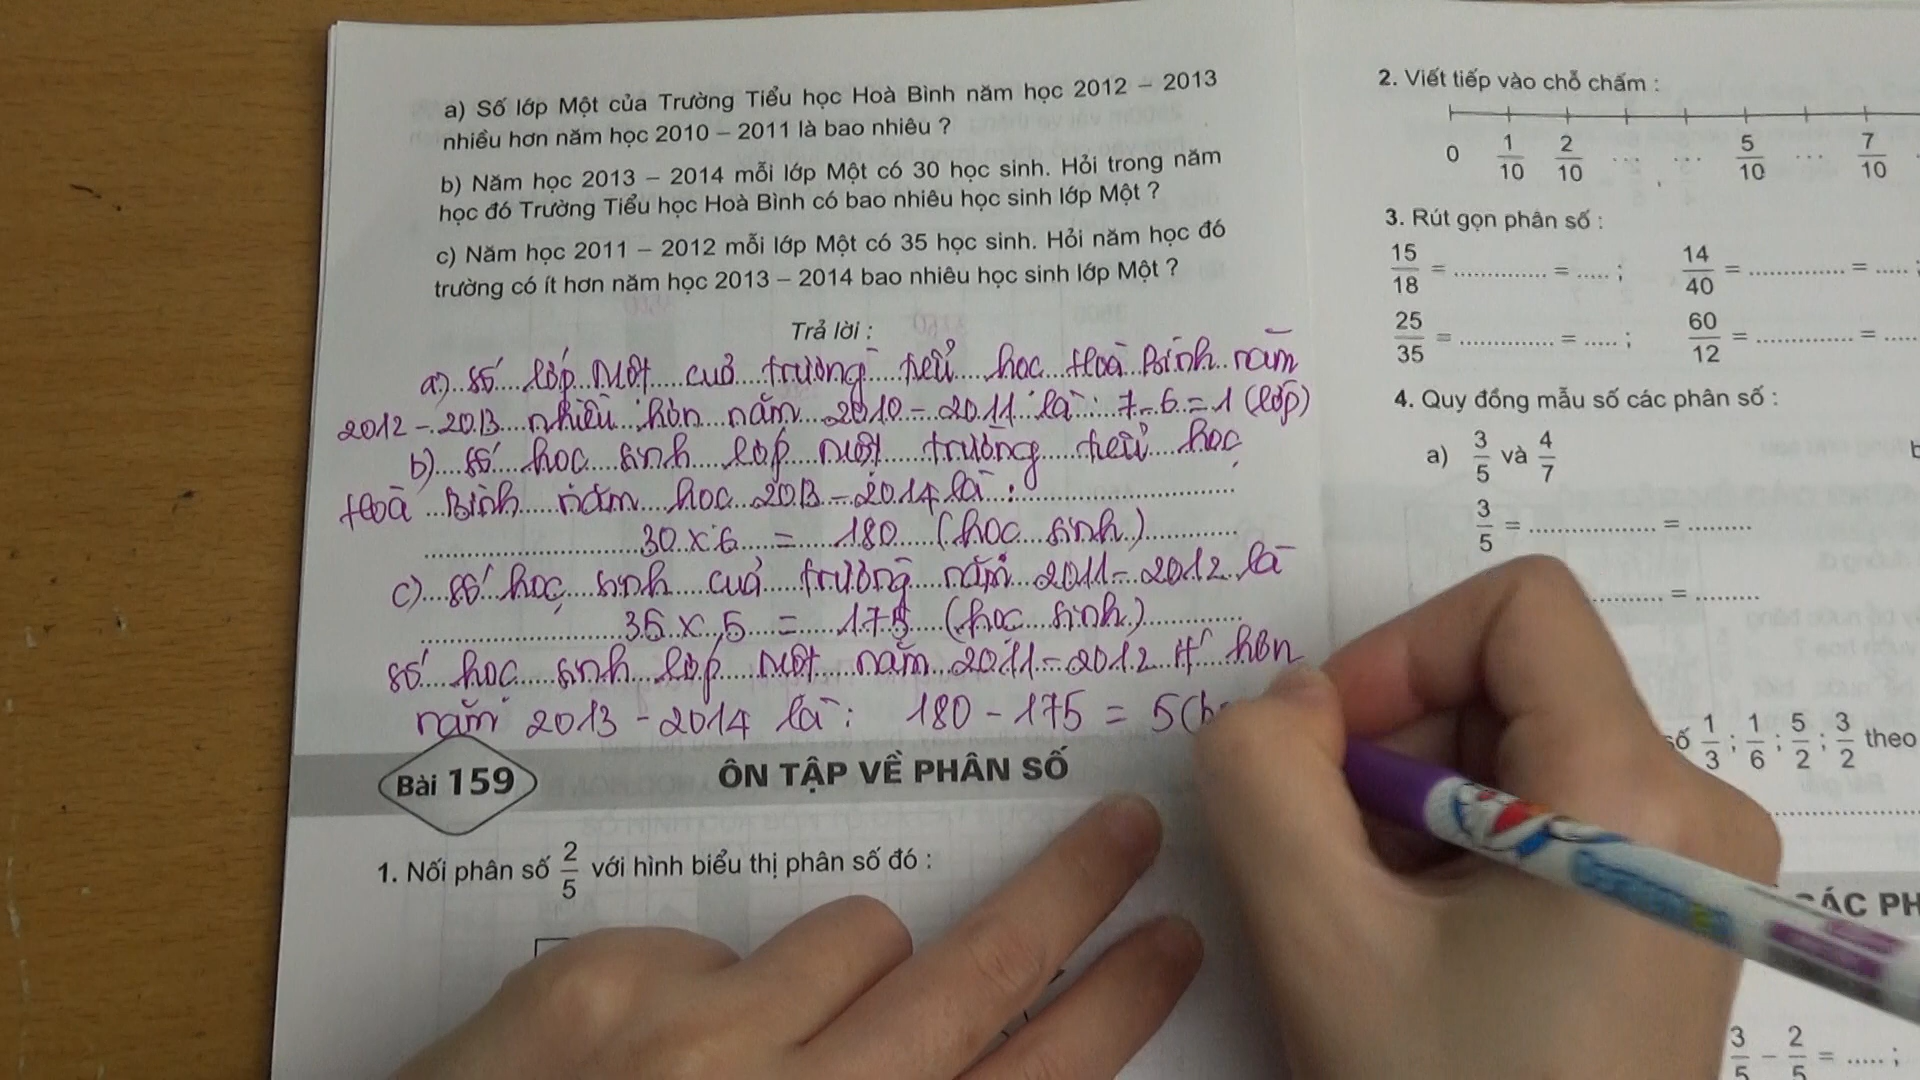 a) Số lớp Một của Trường Tiểu học Hoà Bình năm học 2012 – 2013
nhiều hơn năm học 2010 – 2011 là bao nhiêu ?
b) Năm học 2013 – 2014 mỗi lớp Một có 30 học sinh. Hỏi trong năm
học đó Trường Tiểu học Hoà Bình có bao nhiêu học sinh lớp Một ?
c) Năm học 2011 – 2012 mỗi lớp Một có 35 học sinh. Hỏi năm học đó
trường có ít hơn năm học 2013 – 2014 bao nhiêu học sinh lớp Một ?
Trả lời :
a) số lớp Một của trường tiểu học Hoà Bình năm
2012 – 2013 nhiều hơn năm 2010 – 2011 là : 7 – 6 = 1 (lớp)
b) số học sinh lớp một trường tiểu học
Hoà Bình năm học 2013 – 2014 là :
30 x 6 = 180 (học sinh)
c) số học sinh của trường năm 2011 – 2012 là
35 x 5 = 175 (học sinh)
số học sinh lớp một năm 2011 – 2012 ít hơn
năm 2013 – 2014 là : 180 – 175 = 5 (h
Bài 159 ÔN TẬP VỀ PHÂN SỐ
1. Nối phân số 2/5 với hình biểu thị phân số đó :
2. Viết tiếp vào chỗ chấm :
0 1/10 2/10 ... ... 5/10 ... 7/10
3. Rút gọn phân số :
15/18 = .............. = ..... ; 14/40 = .............. = ..... ;
25/35 = .............. = ..... ; 60/12 = .............. = .....
4. Quy đồng mẫu số các phân số :
a) 3/5 và 4/7
3/5 = .................. = .........
.......... = .........
số 1/3 ; 1/6 ; 5/2 ; 3/2 theo
ÁC PH
3/5 – 2/5 = ..... ;